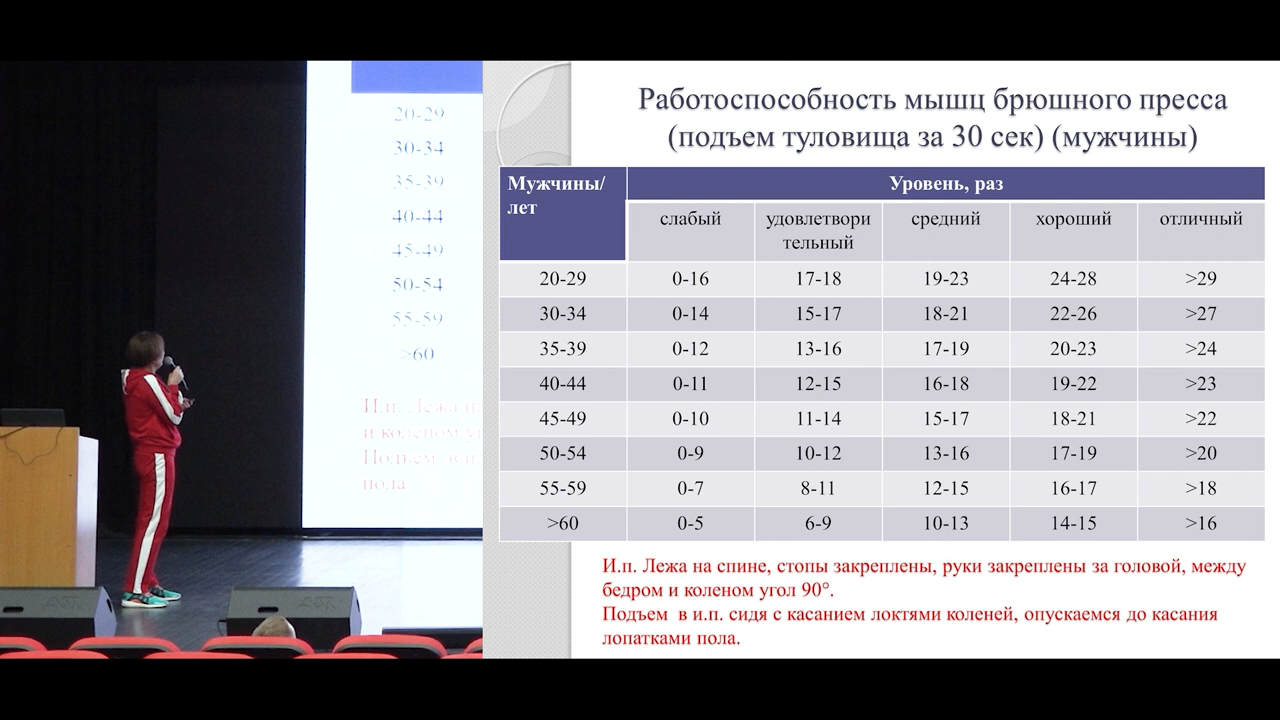 20-29
30-34
35-39
40-44
45-49
50-54
55-59
>60
И.п. Лежа на
и коленом у
Подъем в и
пола
Работоспособность мышц брюшного пресса
(подъем туловища за 30 сек) (мужчины)
Мужчины/ Уровень, раз
лет
слабый удовлетвори средний хороший отличный
тельный
20-29 0-16 17-18 19-23 24-28 >29
30-34 0-14 15-17 18-21 22-26 >27
35-39 0-12 13-16 17-19 20-23 >24
40-44 0-11 12-15 16-18 19-22 >23
45-49 0-10 11-14 15-17 18-21 >22
50-54 0-9 10-12 13-16 17-19 >20
55-59 0-7 8-11 12-15 16-17 >18
>60 0-5 6-9 10-13 14-15 >16
И.п. Лежа на спине, стопы закреплены, руки закреплены за головой, между
бедром и коленом угол 90°.
Подъем в и.п. сидя с касанием локтями коленей, опускаемся до касания
лопатками пола.